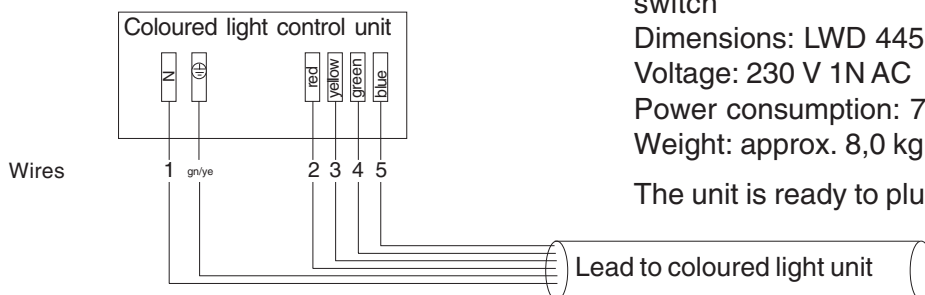 Coloured light control unit
N
red
yellow
green
blue
Wires
1 gn/ye 2 3 4 5
Lead to coloured light unit
switch
Dimensions: LWD 445
Voltage: 230 V 1N AC
Power consumption: 7
Weight: approx. 8,0 kg
The unit is ready to plu